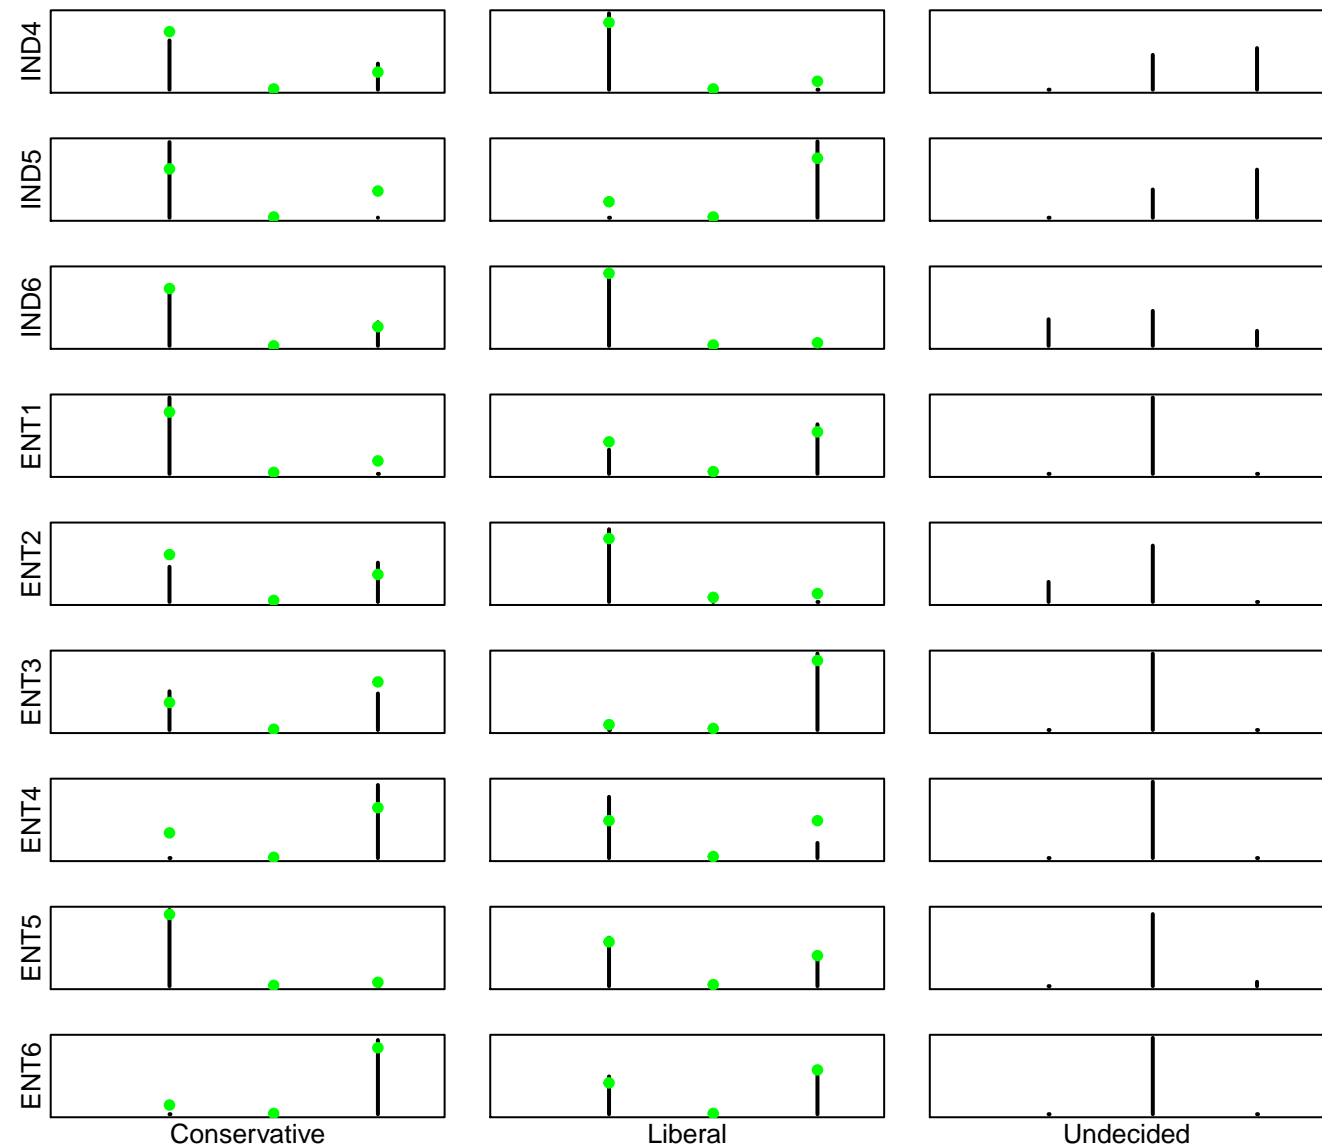 IND4
IND5
IND6
ENT1
ENT2
ENT3
ENT4
ENT5
ENT6
Conservative
Liberal
Undecided